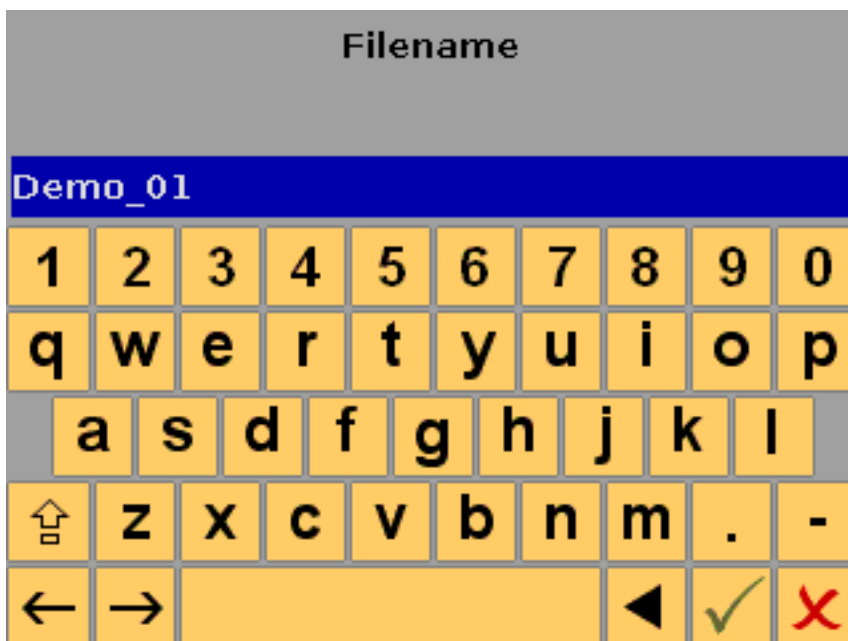 Filename
Demo_01
1 2 3 4 5 6 7 8 9 0
q w e r t y u i o p
a s d f g h j k l
z x c v b n m . -